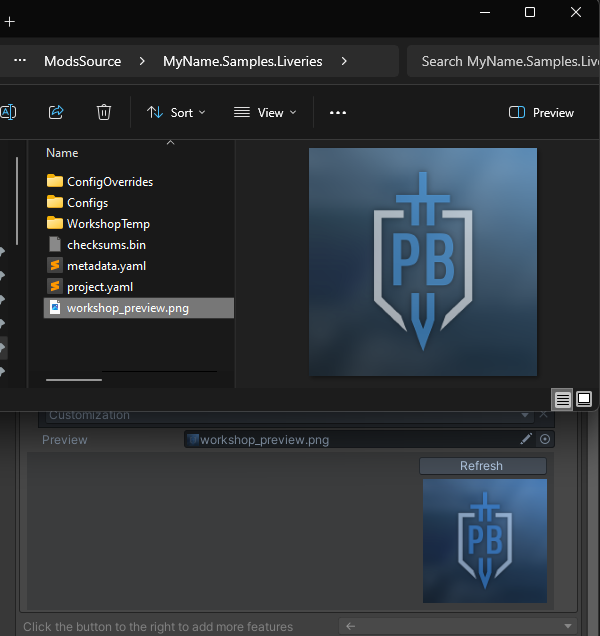 ModsSource > MyName.Samples.Liveries >
Search MyName.Samples.Live
Sort
View
Preview
Name
ConfigOverrides
Configs
WorkshopTemp
checksums.bin
metadata.yaml
project.yaml
workshop_preview.png
PB
Customization
Preview
workshop_preview.png
Refresh
PB
Click the button to the right to add more features